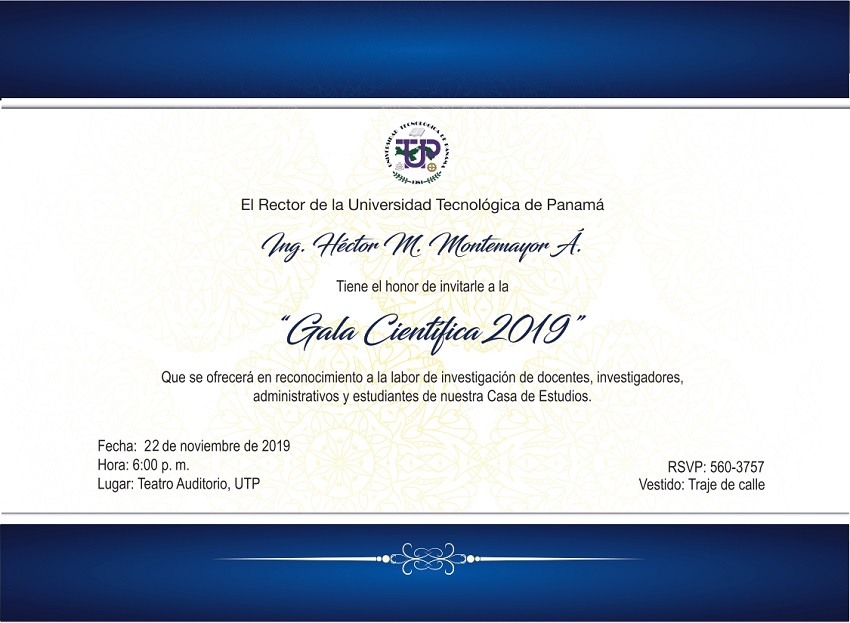 UNIVERSIDAD TECNOLÓGICA DE PANAMÁ
UTP
1981
El Rector de la Universidad Tecnológica de Panamá
Ing. Héctor M. Montemayor Á.
Tiene el honor de invitarle a la
“Gala Científica 2019”
Que se ofrecerá en reconocimiento a la labor de investigación de docentes, investigadores,
administrativos y estudiantes de nuestra Casa de Estudios.
Fecha: 22 de noviembre de 2019
Hora: 6:00 p. m.
Lugar: Teatro Auditorio, UTP
RSVP: 560-3757
Vestido: Traje de calle